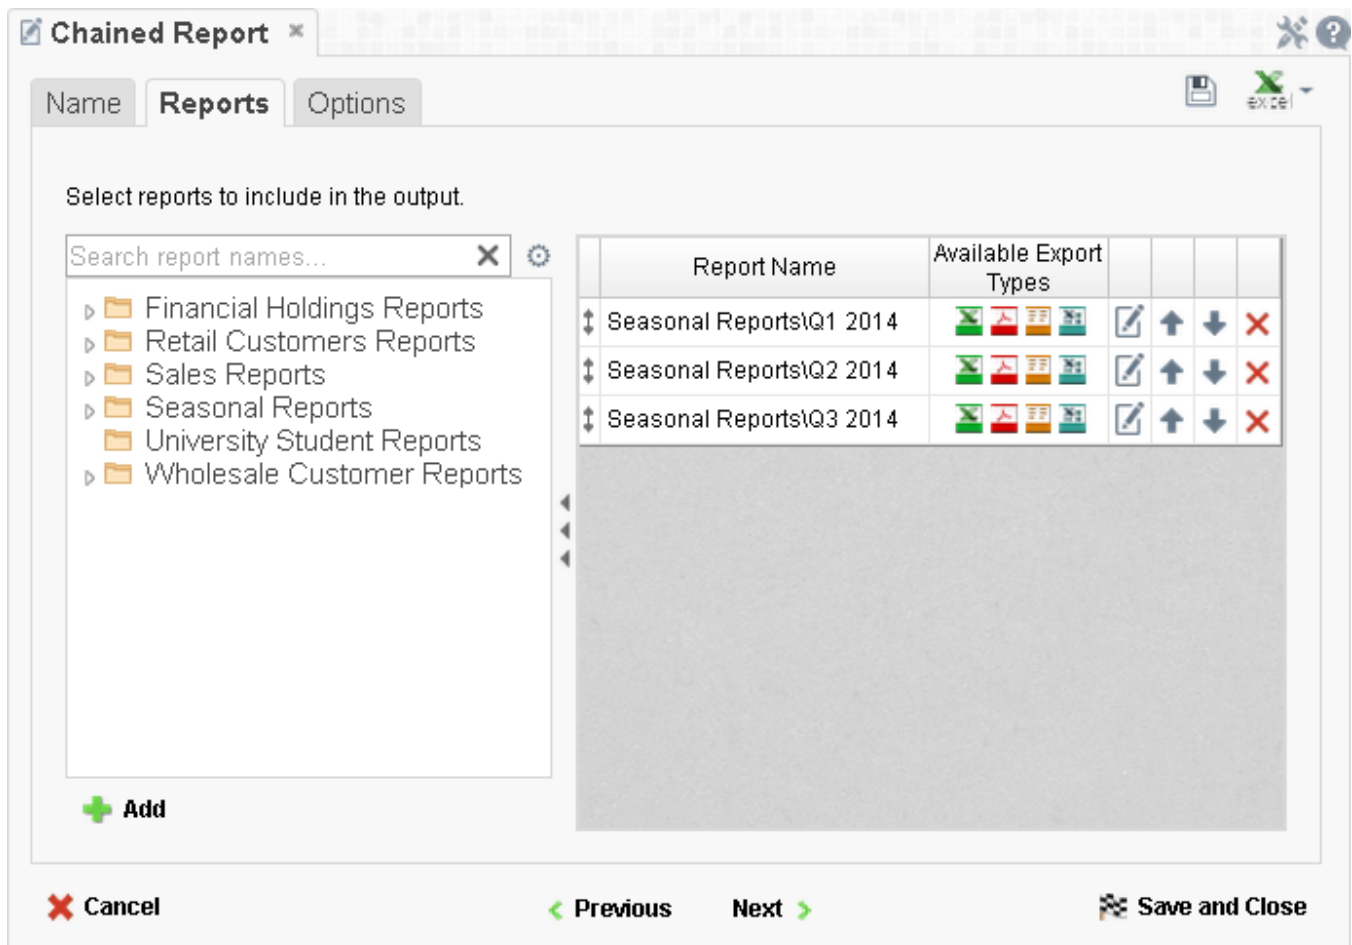 Chained Report
Name
Reports
Options
excel
Select reports to include in the output.
Search report names...
Financial Holdings Reports
Retail Customers Reports
Sales Reports
Seasonal Reports
University Student Reports
Wholesale Customer Reports
Add
Report Name
Available Export
Types
Seasonal Reports\Q1 2014
Seasonal Reports\Q2 2014
Seasonal Reports\Q3 2014
Cancel
Previous
Next
Save and Close